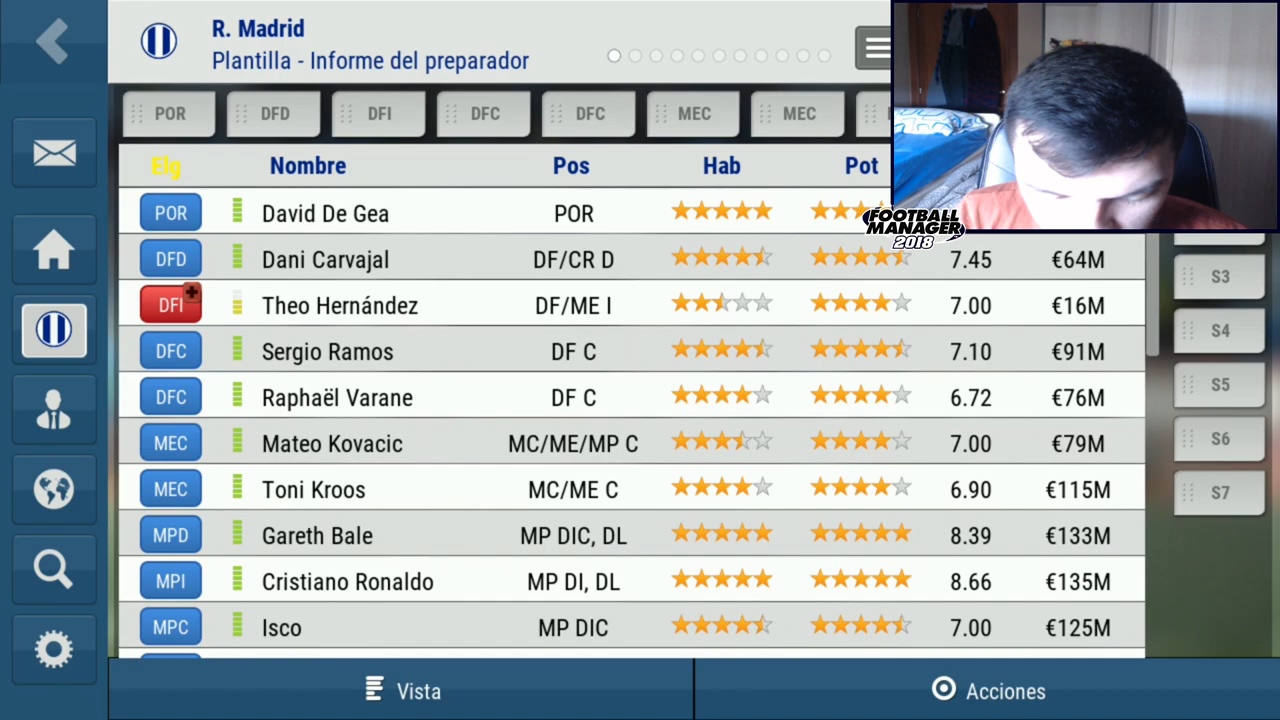 R. Madrid
Plantilla - Informe del preparador
POR DFD DFI DFC DFC MEC MEC
Elg Nombre Pos Hab Pot
FOOTBALL
MANAGER
2018
POR David De Gea POR
DFD Dani Carvajal DF/CR D 7.45 €64M
DFI Theo Hernández DF/ME I 7.00 €16M
DFC Sergio Ramos DF C 7.10 €91M
DFC Raphaël Varane DF C 6.72 €76M
MEC Mateo Kovacic MC/ME/MP C 7.00 €79M
MEC Toni Kroos MC/ME C 6.90 €115M
MPD Gareth Bale MP DIC, DL 8.39 €133M
MPI Cristiano Ronaldo MP DI, DL 8.66 €135M
MPC Isco MP DIC 7.00 €125M
S3
S4
S5
S6
S7
Vista
Acciones